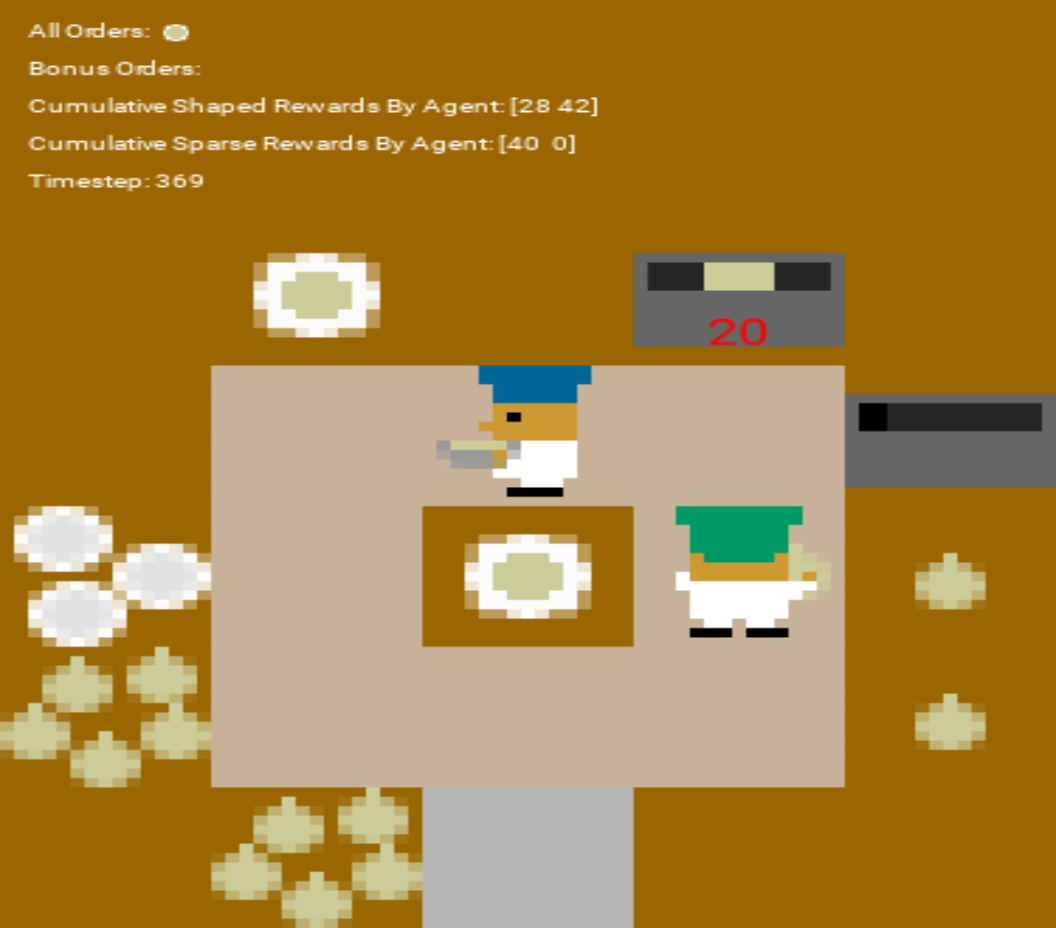 All Orders:
Bonus Orders:
Cumulative Shaped Rewards By Agent: [28 42]
Cumulative Sparse Rewards By Agent: [40  0]
Timestep: 369
20